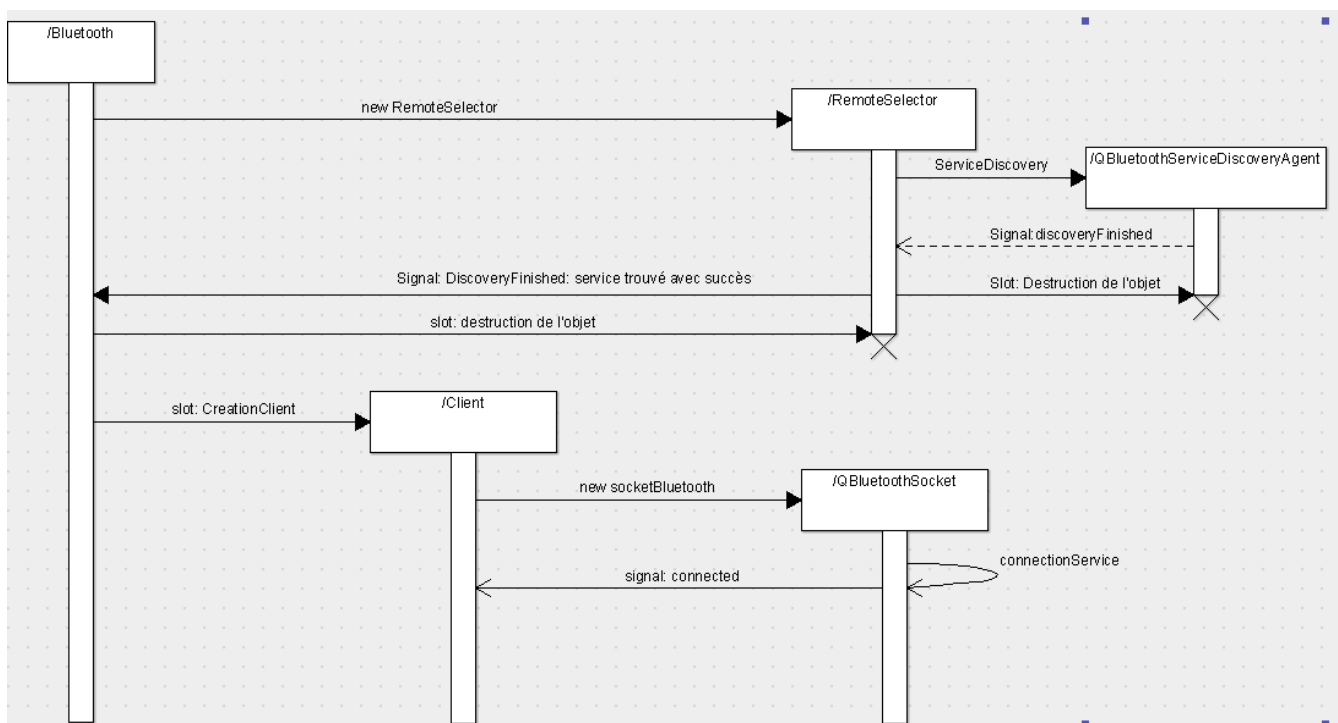 /Bluetooth
new RemoteSelector
/RemoteSelector
/QBluetoothServiceDiscoveryAgent
ServiceDiscovery
Signal:discoveryFinished
Signal: DiscoveryFinished: service trouvé avec succès
Slot: Destruction de l'objet
slot: destruction de l'objet
/Client
slot: CreationClient
/QBluetoothSocket
new socketBluetooth
connectionService
signal: connected